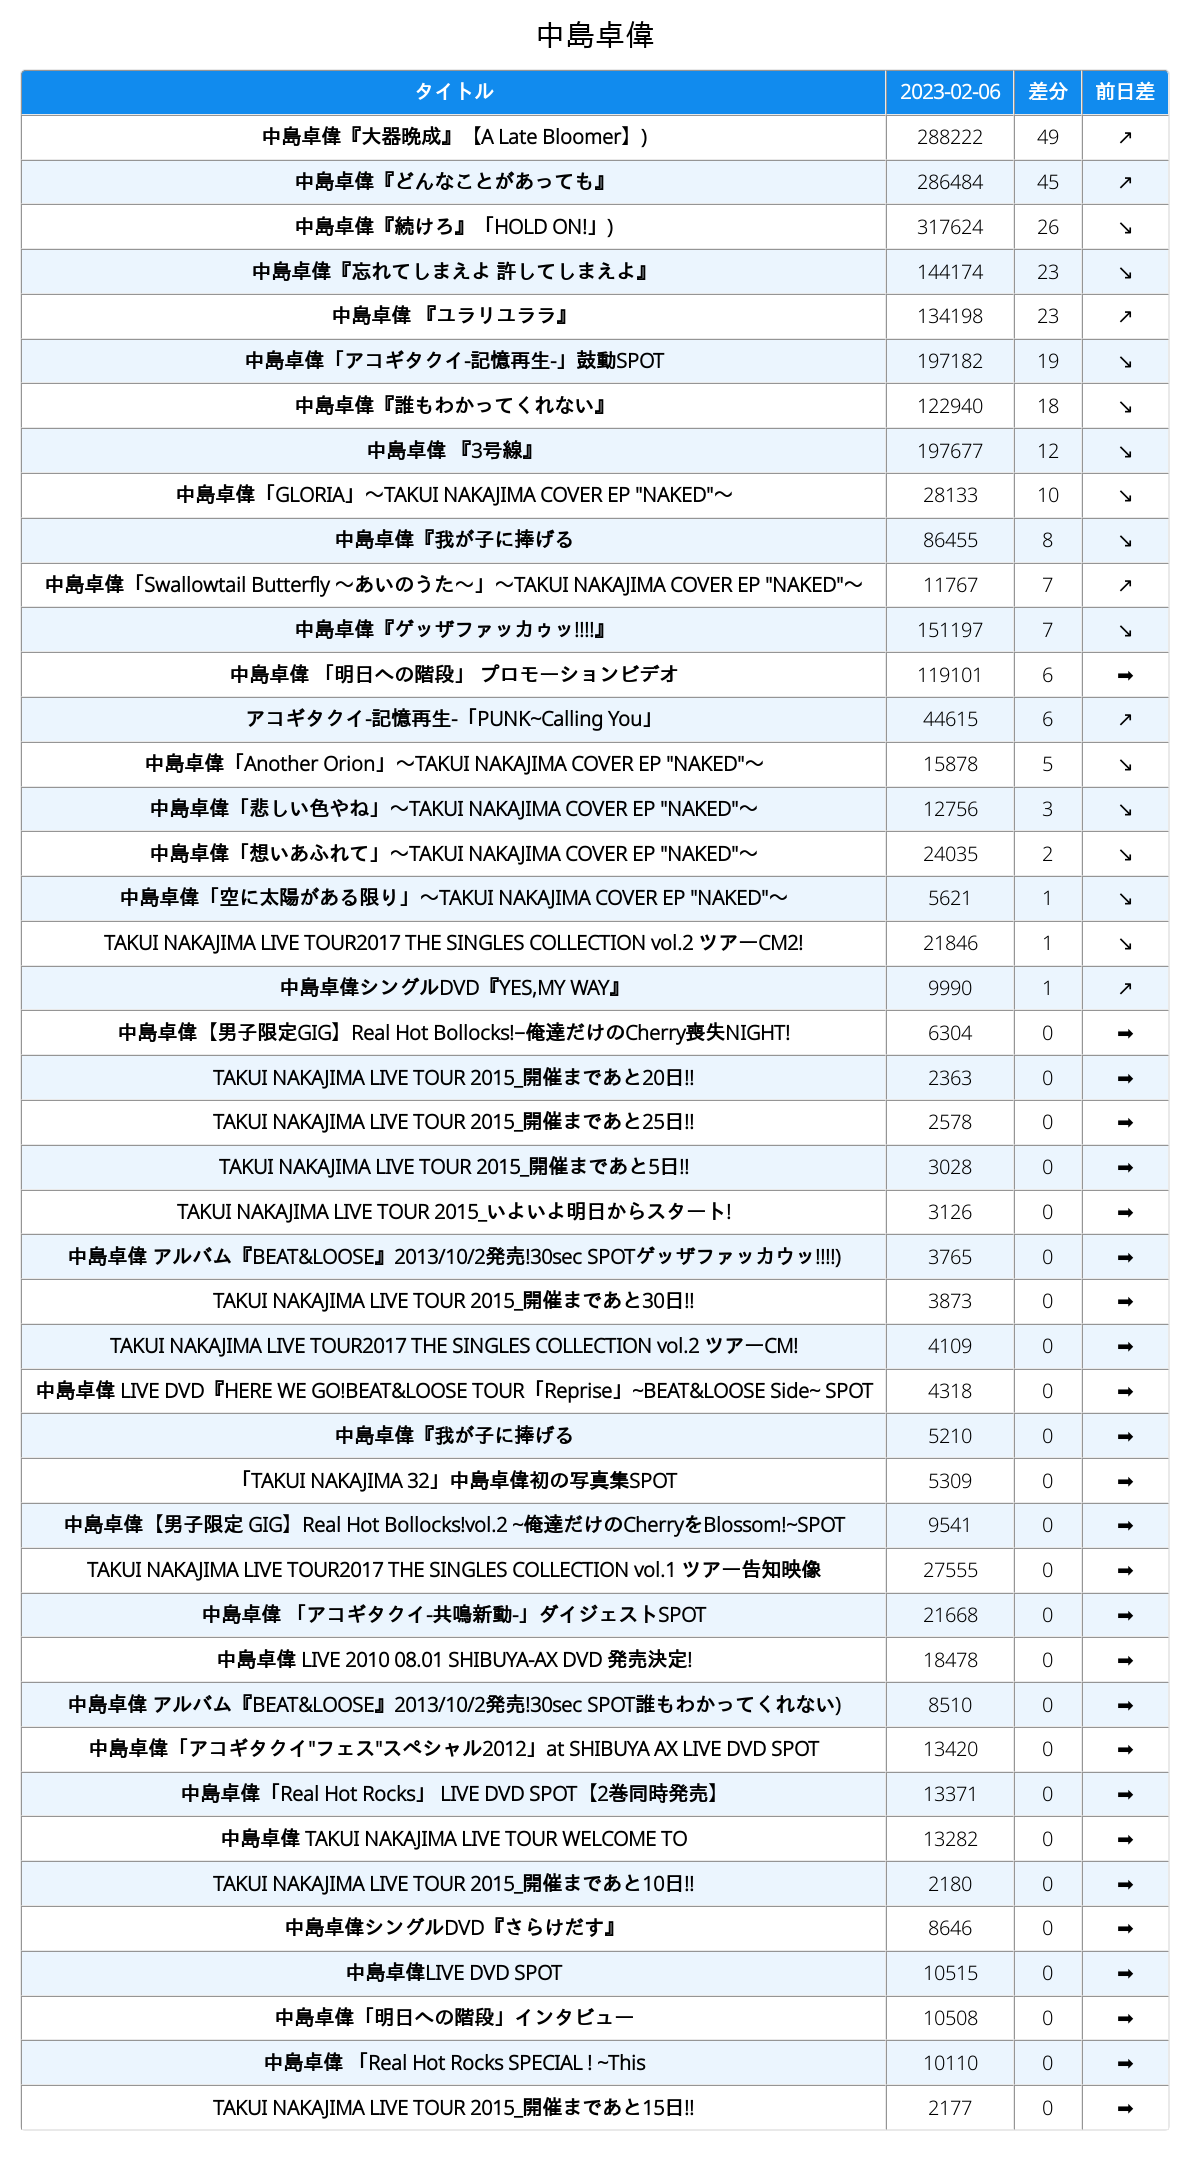 中島卓偉
タイトル 2023-02-06 差分 前日差
中島卓偉『大器晩成』【A Late Bloomer】) 288222 49 ↗
中島卓偉『どんなことがあっても』 286484 45 ↗
中島卓偉『続けろ』「HOLD ON!」) 317624 26 ↘
中島卓偉『忘れてしまえよ 許してしまえよ』 144174 23 ↘
中島卓偉 『ユラリユララ』 134198 23 ↗
中島卓偉「アコギタクイ-記憶再生-」鼓動SPOT 197182 19 ↘
中島卓偉『誰もわかってくれない』 122940 18 ↘
中島卓偉 『3号線』 197677 12 ↘
中島卓偉「GLORIA」〜TAKUI NAKAJIMA COVER EP "NAKED"〜 28133 10 ↘
中島卓偉『我が子に捧げる 86455 8 ↘
中島卓偉「Swallowtail Butterfly 〜あいのうた〜」〜TAKUI NAKAJIMA COVER EP "NAKED"〜 11767 7 ↗
中島卓偉『ゲッザファッカゥッ!!!!』 151197 7 ↘
中島卓偉 「明日への階段」 プロモーションビデオ 119101 6 ➡
アコギタクイ-記憶再生-「PUNK~Calling You」 44615 6 ↗
中島卓偉「Another Orion」〜TAKUI NAKAJIMA COVER EP "NAKED"〜 15878 5 ↘
中島卓偉「悲しい色やね」〜TAKUI NAKAJIMA COVER EP "NAKED"〜 12756 3 ↘
中島卓偉「想いあふれて」〜TAKUI NAKAJIMA COVER EP "NAKED"〜 24035 2 ↘
中島卓偉「空に太陽がある限り」〜TAKUI NAKAJIMA COVER EP "NAKED"〜 5621 1 ↘
TAKUI NAKAJIMA LIVE TOUR2017 THE SINGLES COLLECTION vol.2 ツアーCM2! 21846 1 ↘
中島卓偉シングルDVD『YES,MY WAY』 9990 1 ↗
中島卓偉【男子限定GIG】Real Hot Bollocks!−俺達だけのCherry喪失NIGHT! 6304 0 ➡
TAKUI NAKAJIMA LIVE TOUR 2015_開催まであと20日!! 2363 0 ➡
TAKUI NAKAJIMA LIVE TOUR 2015_開催まであと25日!! 2578 0 ➡
TAKUI NAKAJIMA LIVE TOUR 2015_開催まであと5日!! 3028 0 ➡
TAKUI NAKAJIMA LIVE TOUR 2015_いよいよ明日からスタート! 3126 0 ➡
中島卓偉 アルバム『BEAT&LOOSE』2013/10/2発売!30sec SPOTゲッザファッカウッ!!!!) 3765 0 ➡
TAKUI NAKAJIMA LIVE TOUR 2015_開催まであと30日!! 3873 0 ➡
TAKUI NAKAJIMA LIVE TOUR2017 THE SINGLES COLLECTION vol.2 ツアーCM! 4109 0 ➡
中島卓偉 LIVE DVD『HERE WE GO!BEAT&LOOSE TOUR「Reprise」~BEAT&LOOSE Side~ SPOT 4318 0 ➡
中島卓偉『我が子に捧げる 5210 0 ➡
「TAKUI NAKAJIMA 32」中島卓偉初の写真集SPOT 5309 0 ➡
中島卓偉【男子限定 GIG】Real Hot Bollocks!vol.2 ~俺達だけのCherryをBlossom!~SPOT 9541 0 ➡
TAKUI NAKAJIMA LIVE TOUR2017 THE SINGLES COLLECTION vol.1 ツアー告知映像 27555 0 ➡
中島卓偉 「アコギタクイ-共鳴新動-」ダイジェストSPOT 21668 0 ➡
中島卓偉 LIVE 2010 08.01 SHIBUYA-AX DVD 発売決定! 18478 0 ➡
中島卓偉 アルバム『BEAT&LOOSE』2013/10/2発売!30sec SPOT誰もわかってくれない) 8510 0 ➡
中島卓偉「アコギタクイ"フェス"スペシャル2012」at SHIBUYA AX LIVE DVD SPOT 13420 0 ➡
中島卓偉「Real Hot Rocks」 LIVE DVD SPOT【2巻同時発売】 13371 0 ➡
中島卓偉 TAKUI NAKAJIMA LIVE TOUR WELCOME TO 13282 0 ➡
TAKUI NAKAJIMA LIVE TOUR 2015_開催まであと10日!! 2180 0 ➡
中島卓偉シングルDVD『さらけだす』 8646 0 ➡
中島卓偉LIVE DVD SPOT 10515 0 ➡
中島卓偉「明日への階段」インタビュー 10508 0 ➡
中島卓偉 「Real Hot Rocks SPECIAL ! ~This 10110 0 ➡
TAKUI NAKAJIMA LIVE TOUR 2015_開催まであと15日!! 2177 0 ➡